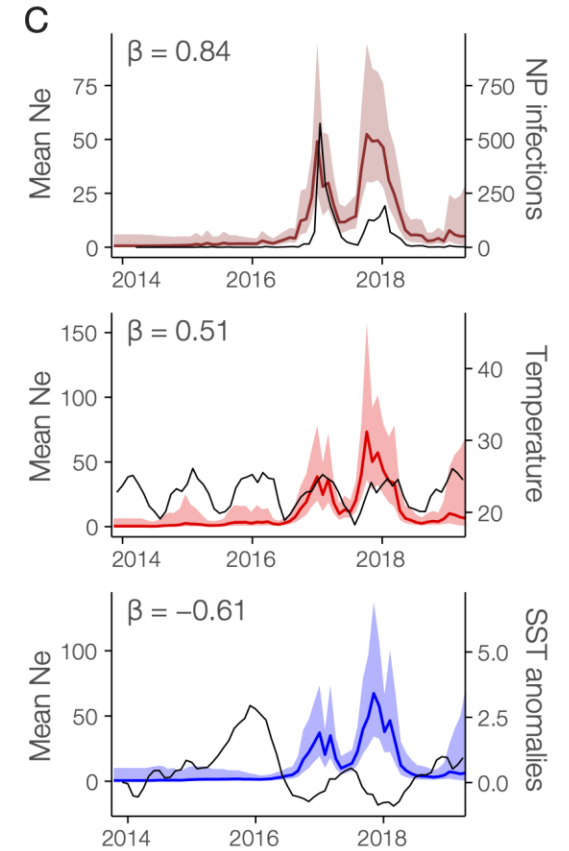 C
β = 0.84
Mean Ne
75
50
25
0
NP infections
750
500
250
0
2014 2016 2018
β = 0.51
Mean Ne
150
100
50
0
Temperature
40
30
20
2014 2016 2018
β = −0.61
Mean Ne
100
50
0
SST anomalies
5.0
2.5
0.0
2014 2016 2018